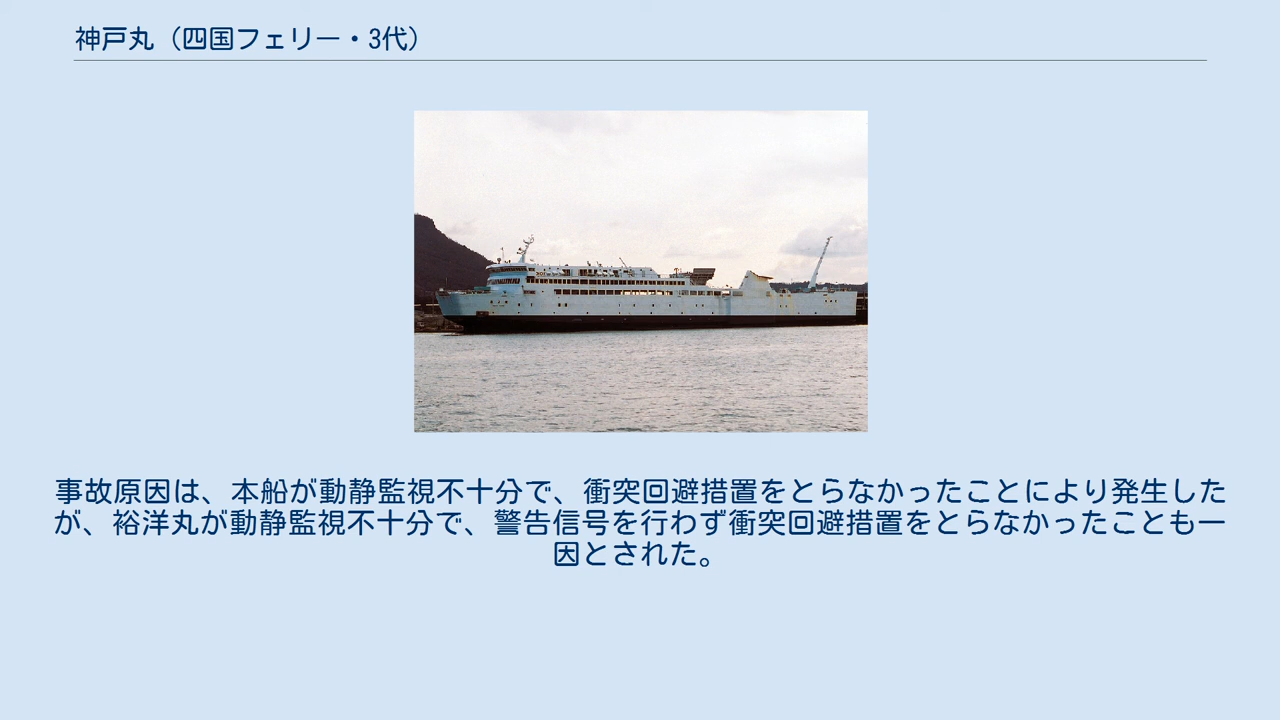 神戸丸（四国フェリー・3代）
事故原因は、本船が動静監視不十分で、衝突回避措置をとらなかったことにより発生した
が、裕洋丸が動静監視不十分で、警告信号を行わず衝突回避措置をとらなかったことも一
因とされた。